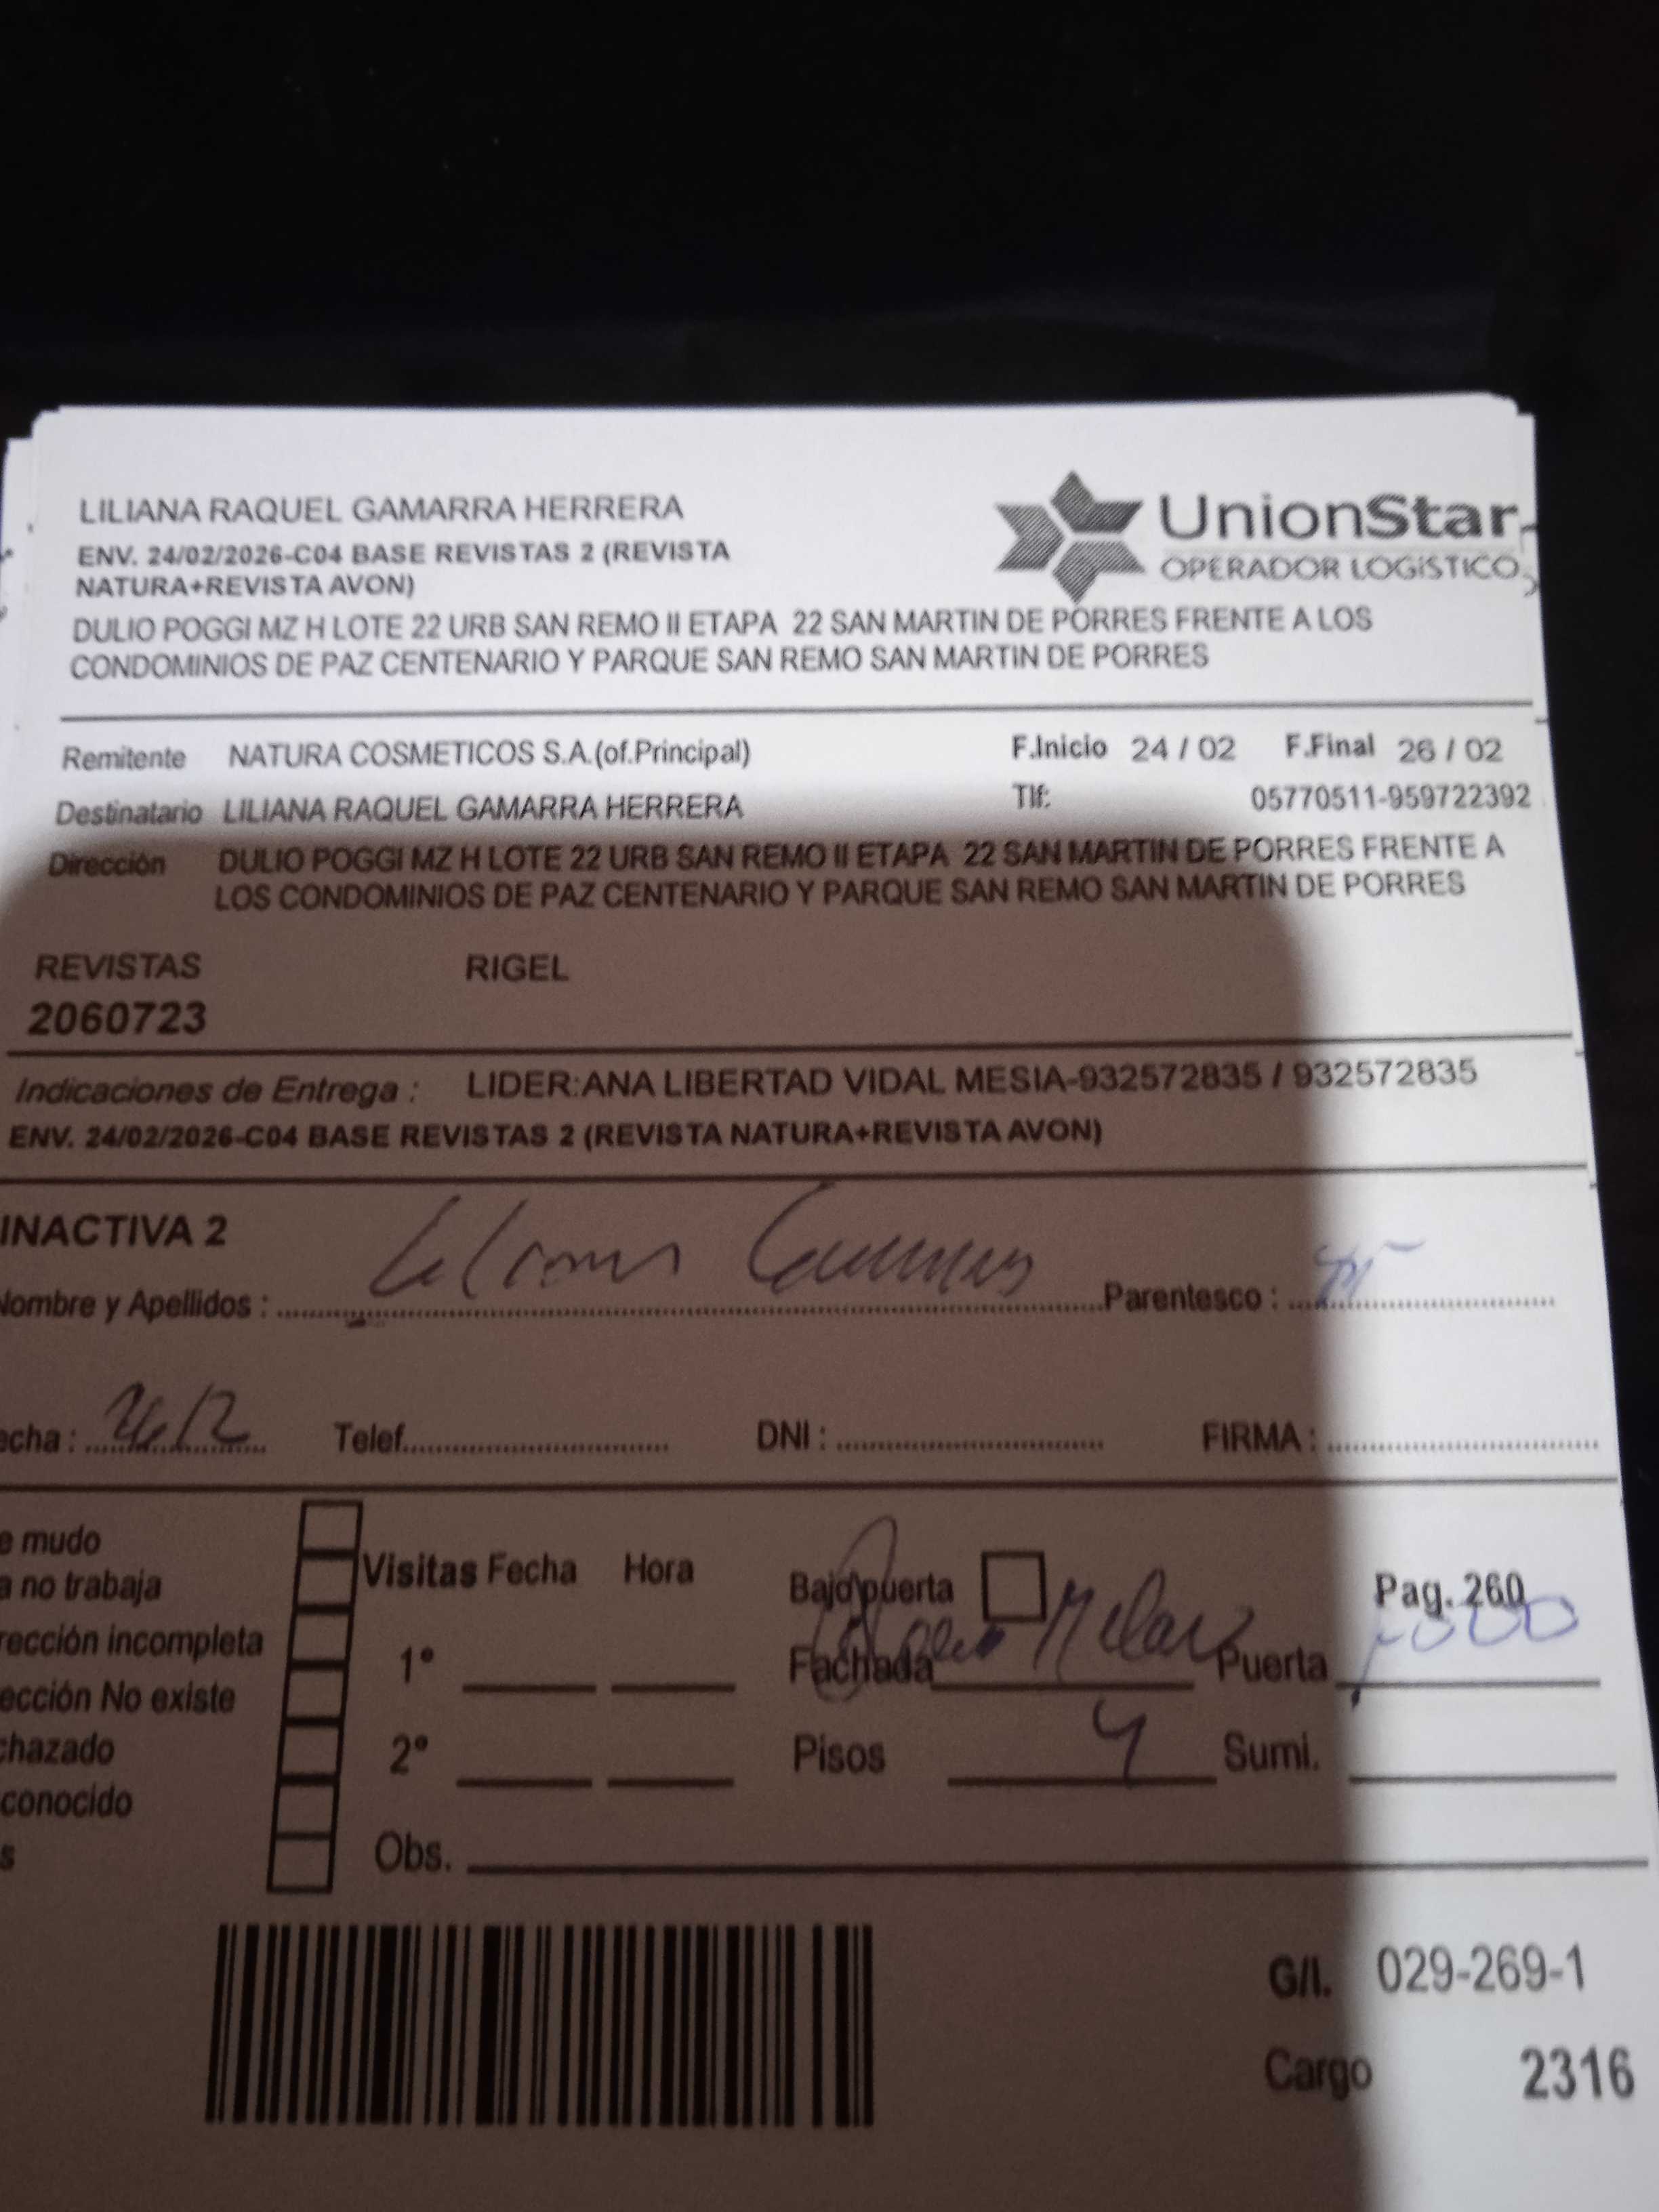 LILIANA RAQUEL GAMARRA HERRERA
UnionStar
OPERADOR LOGÍSTICO
ENV. 24/02/2026-C04 BASE REVISTAS 2 (REVISTA
NATURA+REVISTA AVON)
DULIO POGGI MZ H LOTE 22 URB SAN REMO II ETAPA 22 SAN MARTIN DE PORRES FRENTE A LOS
CONDOMINIOS DE PAZ CENTENARIO Y PARQUE SAN REMO SAN MARTIN DE PORRES
Remitente NATURA COSMETICOS S.A.(of.Principal) F.Inicio 24 / 02 F.Final 26 / 02
Destinatario LILIANA RAQUEL GAMARRA HERRERA Tlf: 05770511-959722392
Dirección DULIO POGGI MZ H LOTE 22 URB SAN REMO II ETAPA 22 SAN MARTIN DE PORRES FRENTE A
LOS CONDOMINIOS DE PAZ CENTENARIO Y PARQUE SAN REMO SAN MARTIN DE PORRES
REVISTAS RIGEL
2060723
Indicaciones de Entrega : LIDER:ANA LIBERTAD VIDAL MESIA-932572835 / 932572835
ENV. 24/02/2026-C04 BASE REVISTAS 2 (REVISTA NATURA+REVISTA AVON)
INACTIVA 2
Nombre y Apellidos : Parentesco :
echa : 26/2 Telef. DNI : FIRMA :
e mudo
a no trabaja Visitas Fecha Hora Bajo puerta Pag. 260
rección incompleta 1° Fachada Puerta
ección No existe
chazado 2° Pisos 4 Sumi.
conocido
s Obs.
G/I. 029-269-1
Cargo 2316